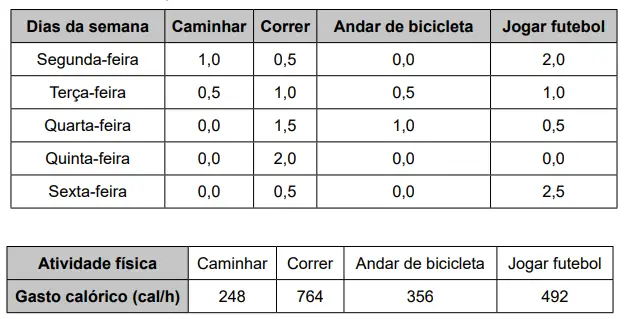 Dias da semana Caminhar Correr Andar de bicicleta Jogar futebol
Segunda-feira 1,0 0,5 0,0 2,0
Terça-feira 0,5 1,0 0,5 1,0
Quarta-feira 0,0 1,5 1,0 0,5
Quinta-feira 0,0 2,0 0,0 0,0
Sexta-feira 0,0 0,5 0,0 2,5
Atividade física Caminhar Correr Andar de bicicleta Jogar futebol
Gasto calórico (cal/h) 248 764 356 492